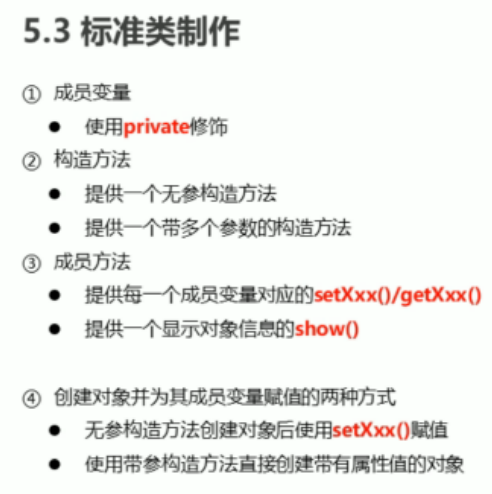 5.3 标准类制作
① 成员变量
● 使用private修饰
② 构造方法
● 提供一个无参构造方法
● 提供一个带多个参数的构造方法
③ 成员方法
● 提供每一个成员变量对应的setXxx()/getXxx()
● 提供一个显示对象信息的show()
④ 创建对象并为其成员变量赋值的两种方式
● 无参构造方法创建对象后使用setXxx()赋值
● 使用带参构造方法直接创建带有属性值的对象